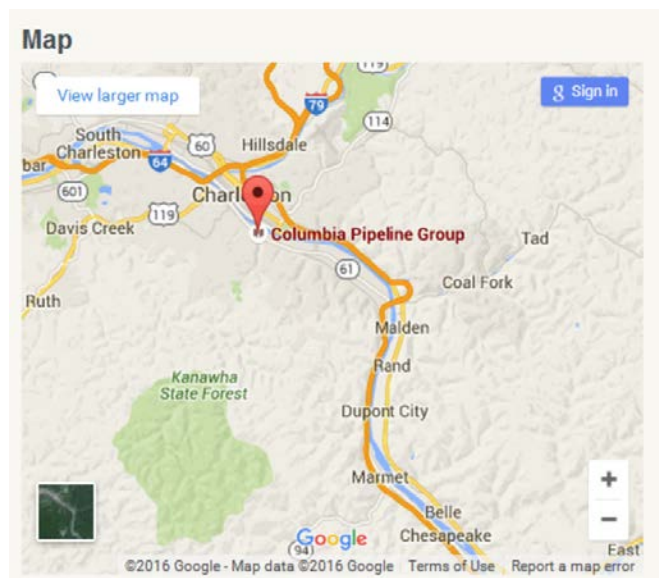 Map
View larger map
Sign in
119
79
114
South
Charleston
64
60
Hillsdale
bar
601
119
Charleston
Davis Creek
Columbia Pipeline Group
Tad
61
Coal Fork
Ruth
Malden
Kanawha
State Forest
Rand
Dupont City
Marmet
Belle
Chesapeake
94
Google
East
+
−
©2016 Google - Map data ©2016 Google Terms of Use Report a map error